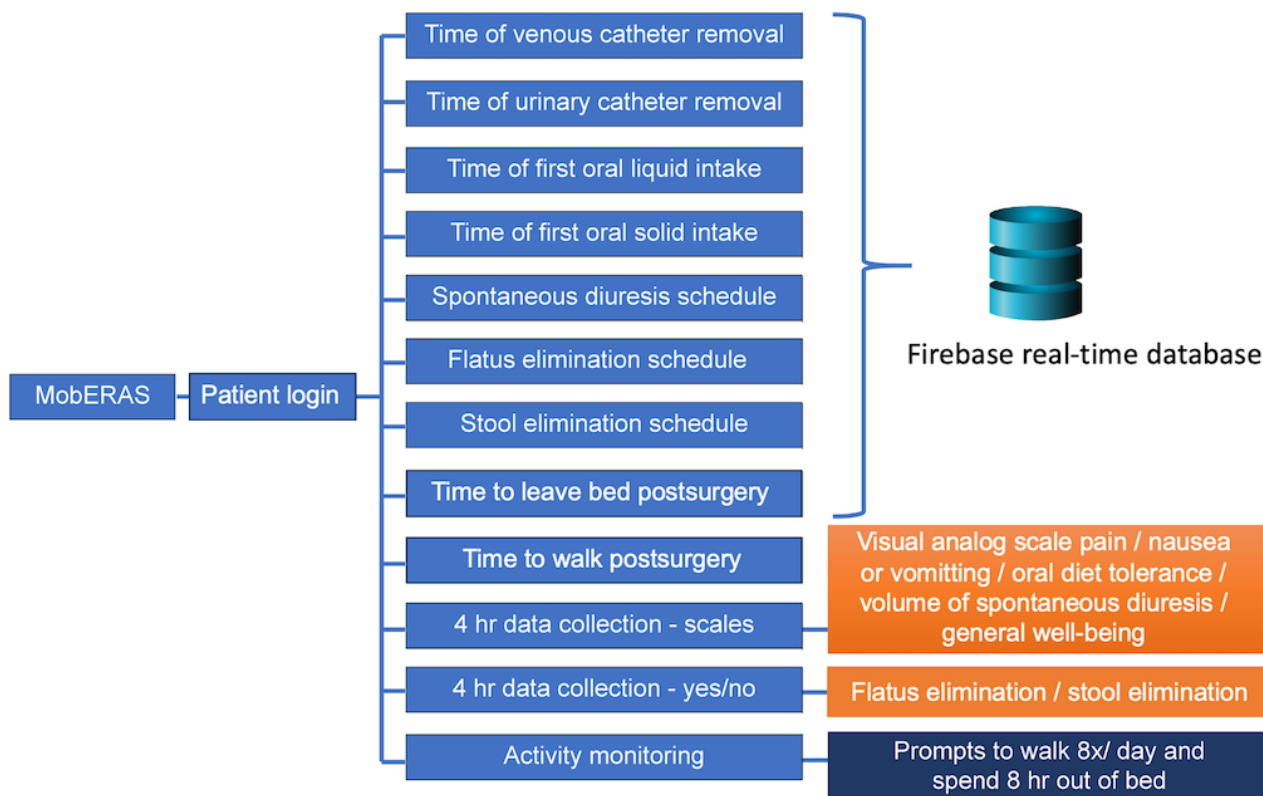 Time of venous catheter removal
Time of urinary catheter removal
Time of first oral liquid intake
Time of first oral solid intake
Spontaneous diuresis schedule
Firebase real-time database
Flatus elimination schedule
MobERAS
Patient login
Stool elimination schedule
Time to leave bed postsurgery
Time to walk postsurgery
Visual analog scale pain / nausea
or vomitting / oral diet tolerance /
volume of spontaneous diuresis /
general well-being
4 hr data collection - scales
4 hr data collection - yes/no
Flatus elimination / stool elimination
Activity monitoring
Prompts to walk 8x/ day and
spend 8 hr out of bed